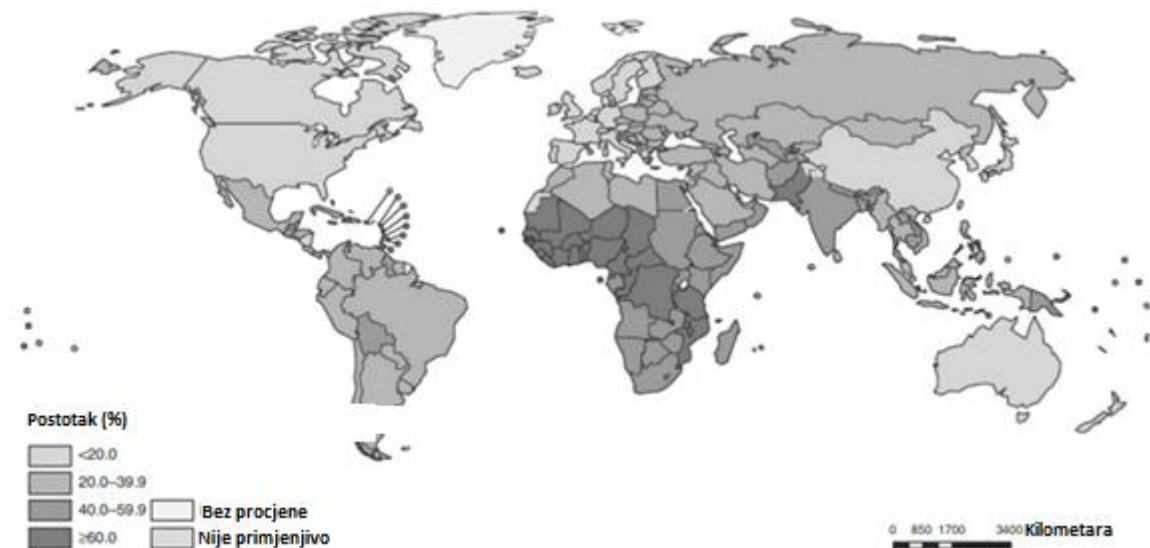 Postotak (%)
<20.0
20.0–39.9
40.0–59.9 Bez procjene
≥60.0 Nije primjenjivo
0 850 1700 3400 Kilometara